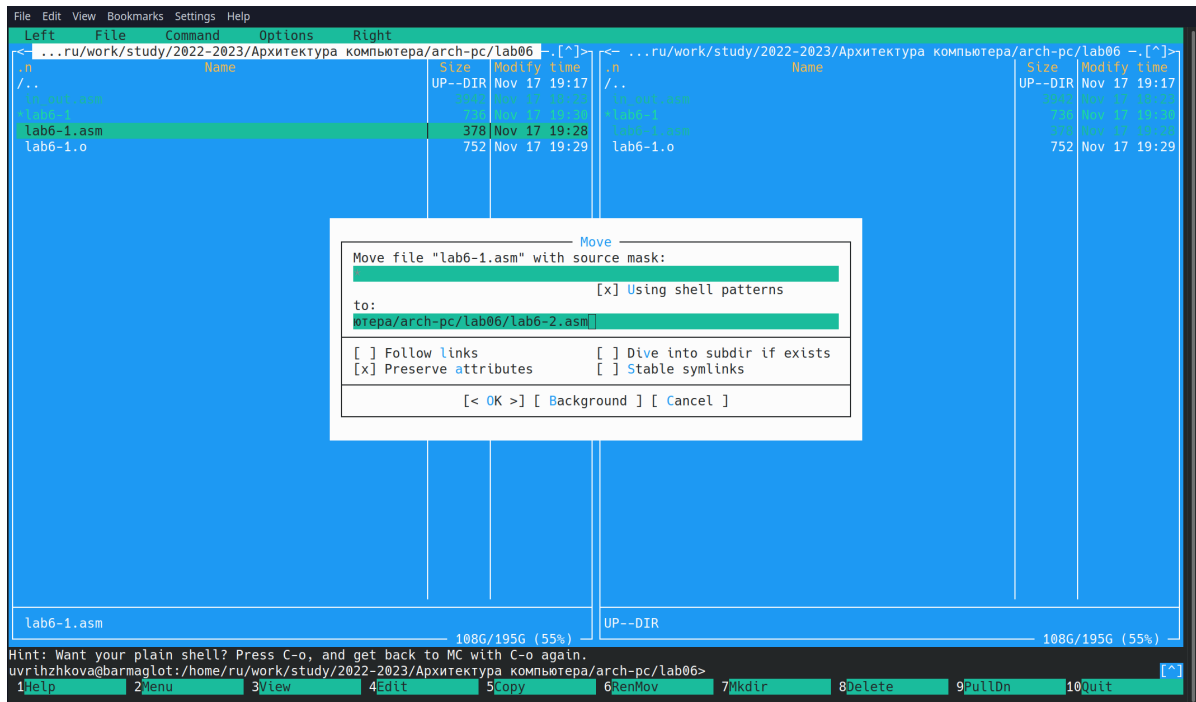 File Edit View Bookmarks Settings Help
Left File Command Options Right
<— ...ru/work/study/2022-2023/Архитектура компьютера/arch-pc/lab06 —.[^]>
.n Name Size Modify time
/.. UP--DIR Nov 17 19:17
in_out.asm 3942 Nov 17 18:23
*lab6-1 736 Nov 17 19:30
lab6-1.asm 378 Nov 17 19:28
lab6-1.o 752 Nov 17 19:29
lab6-1.asm
108G/195G (55%)
<— ...ru/work/study/2022-2023/Архитектура компьютера/arch-pc/lab06 —.[^]>
.n Name Size Modify time
/.. UP--DIR Nov 17 19:17
in_out.asm 3942 Nov 17 18:23
*lab6-1 736 Nov 17 19:30
lab6-1.asm 378 Nov 17 19:28
lab6-1.o 752 Nov 17 19:29
UP--DIR
108G/195G (55%)
Move
Move file "lab6-1.asm" with source mask:
[x] Using shell patterns
to:
ютера/arch-pc/lab06/lab6-2.asm
[ ] Follow links [ ] Dive into subdir if exists
[x] Preserve attributes [ ] Stable symlinks
[< OK >] [ Background ] [ Cancel ]
Hint: Want your plain shell? Press C-o, and get back to MC with C-o again.
uvrihzhkova@barmaglot:/home/ru/work/study/2022-2023/Архитектура компьютера/arch-pc/lab06> [^]
1Help 2Menu 3View 4Edit 5Copy 6RenMov 7Mkdir 8Delete 9PullDn 10Quit